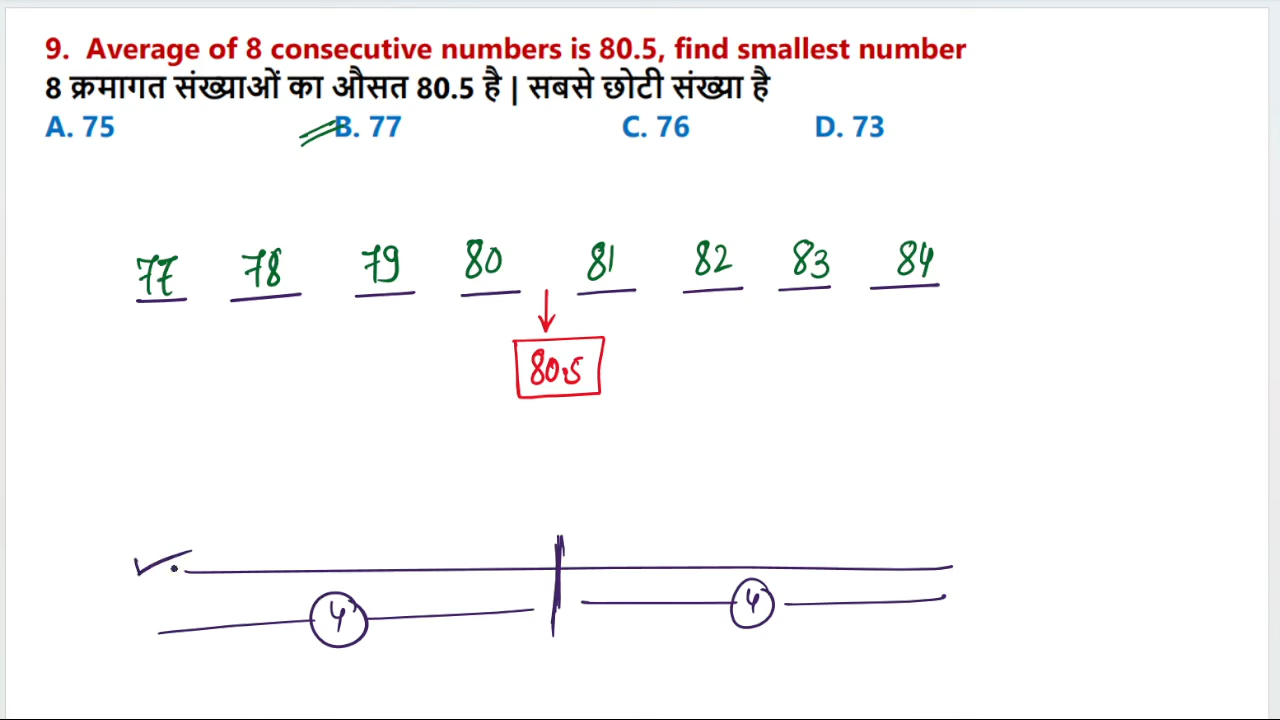 9. Average of 8 consecutive numbers is 80.5, find smallest number
8 क्रमागत संख्याओं का औसत 80.5 है | सबसे छोटी संख्या है
A. 75 B. 77 C. 76 D. 73
77 78 79 80 81 82 83 84
80.5
4 4